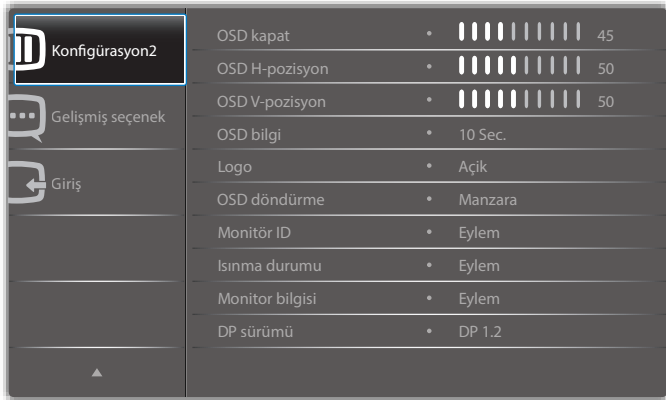 Konfigürasyon2
Gelişmiş seçenek
Giriş
OSD kapat • 45
OSD H-pozisyon • 50
OSD V-pozisyon • 50
OSD bilgi • 10 Sec.
Logo • Açik
OSD döndürme • Manzara
Monitör ID • Eylem
Isınma durumu • Eylem
Monitor bilgisi • Eylem
DP sürümü • DP 1.2